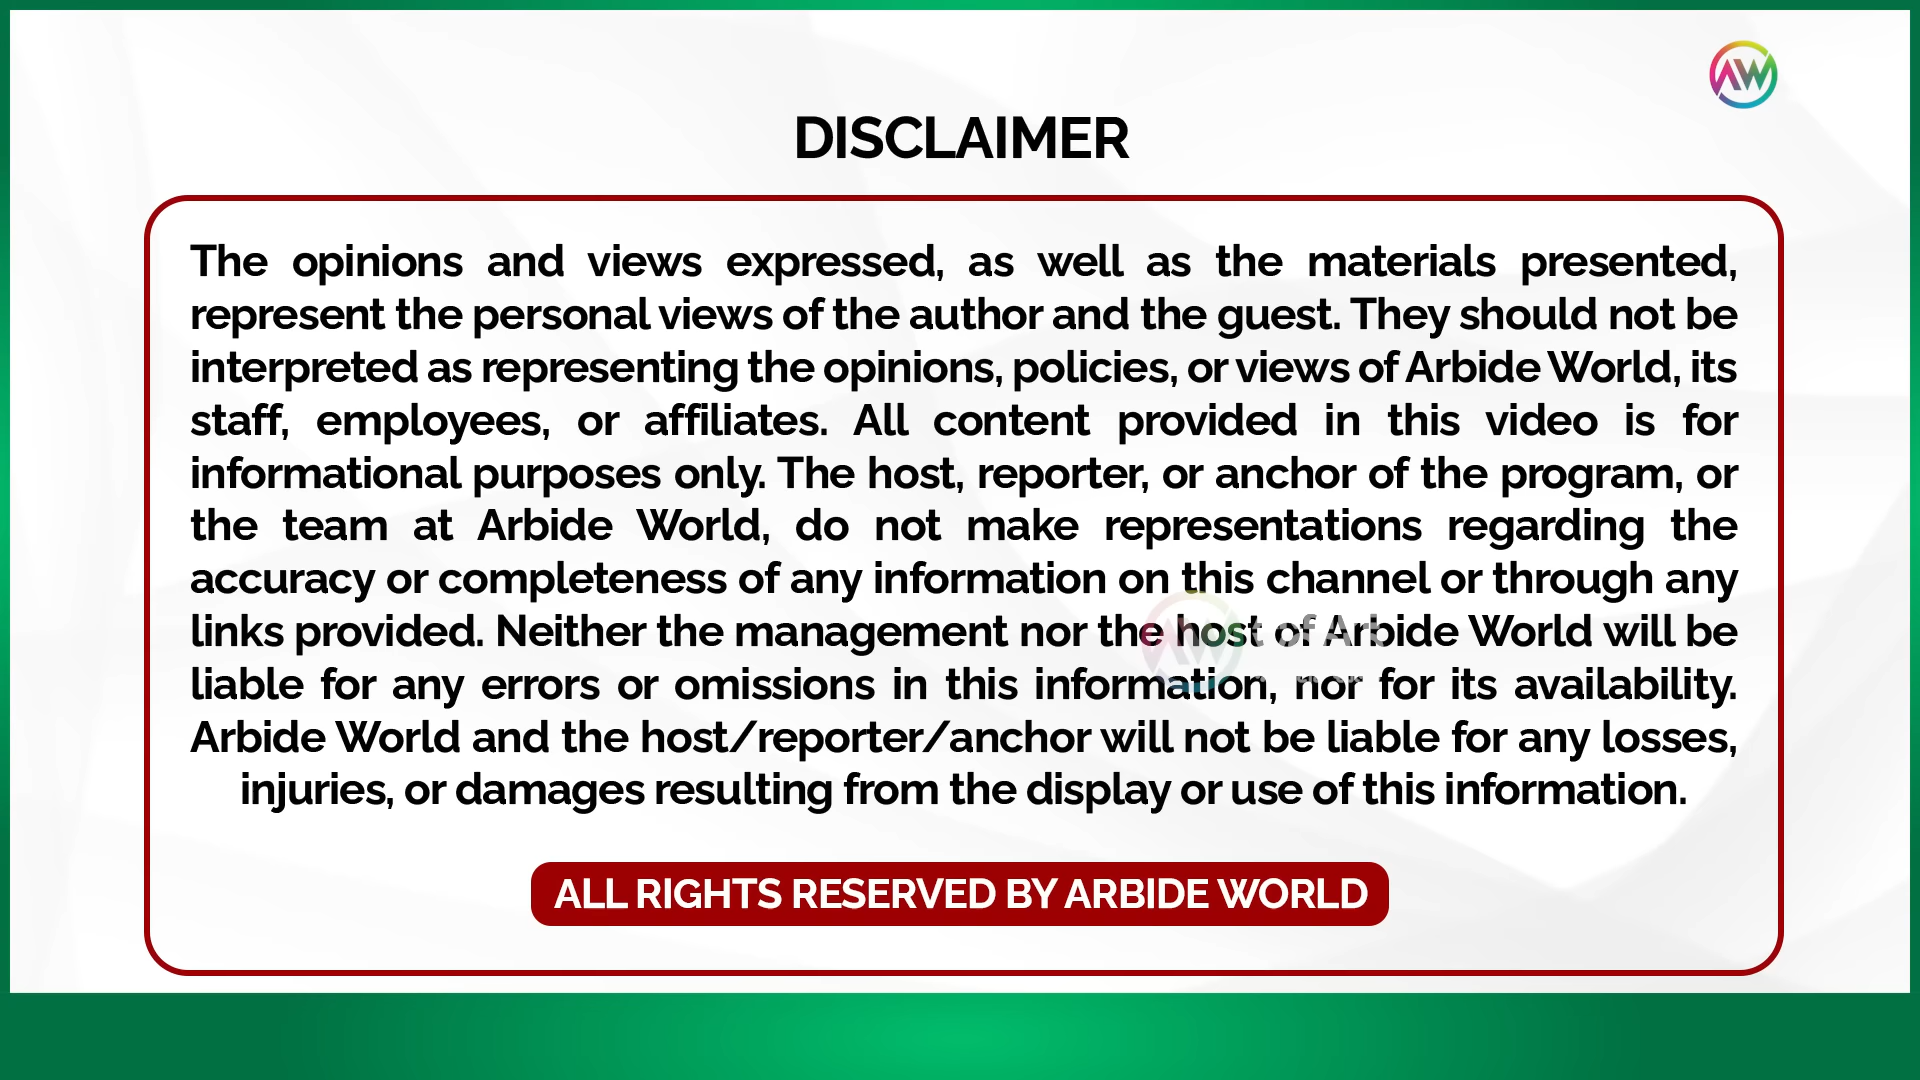 AW
DISCLAIMER
The opinions and views expressed, as well as the materials presented,
represent the personal views of the author and the guest. They should not be
interpreted as representing the opinions, policies, or views of Arbide World, its
staff, employees, or affiliates. All content provided in this video is for
informational purposes only. The host, reporter, or anchor of the program, or
the team at Arbide World, do not make representations regarding the
accuracy or completeness of any information on this channel or through any
links provided. Neither the management nor the host of Arbide World will be
liable for any errors or omissions in this information, nor for its availability.
Arbide World and the host/reporter/anchor will not be liable for any losses,
injuries, or damages resulting from the display or use of this information.
ALL RIGHTS RESERVED BY ARBIDE WORLD